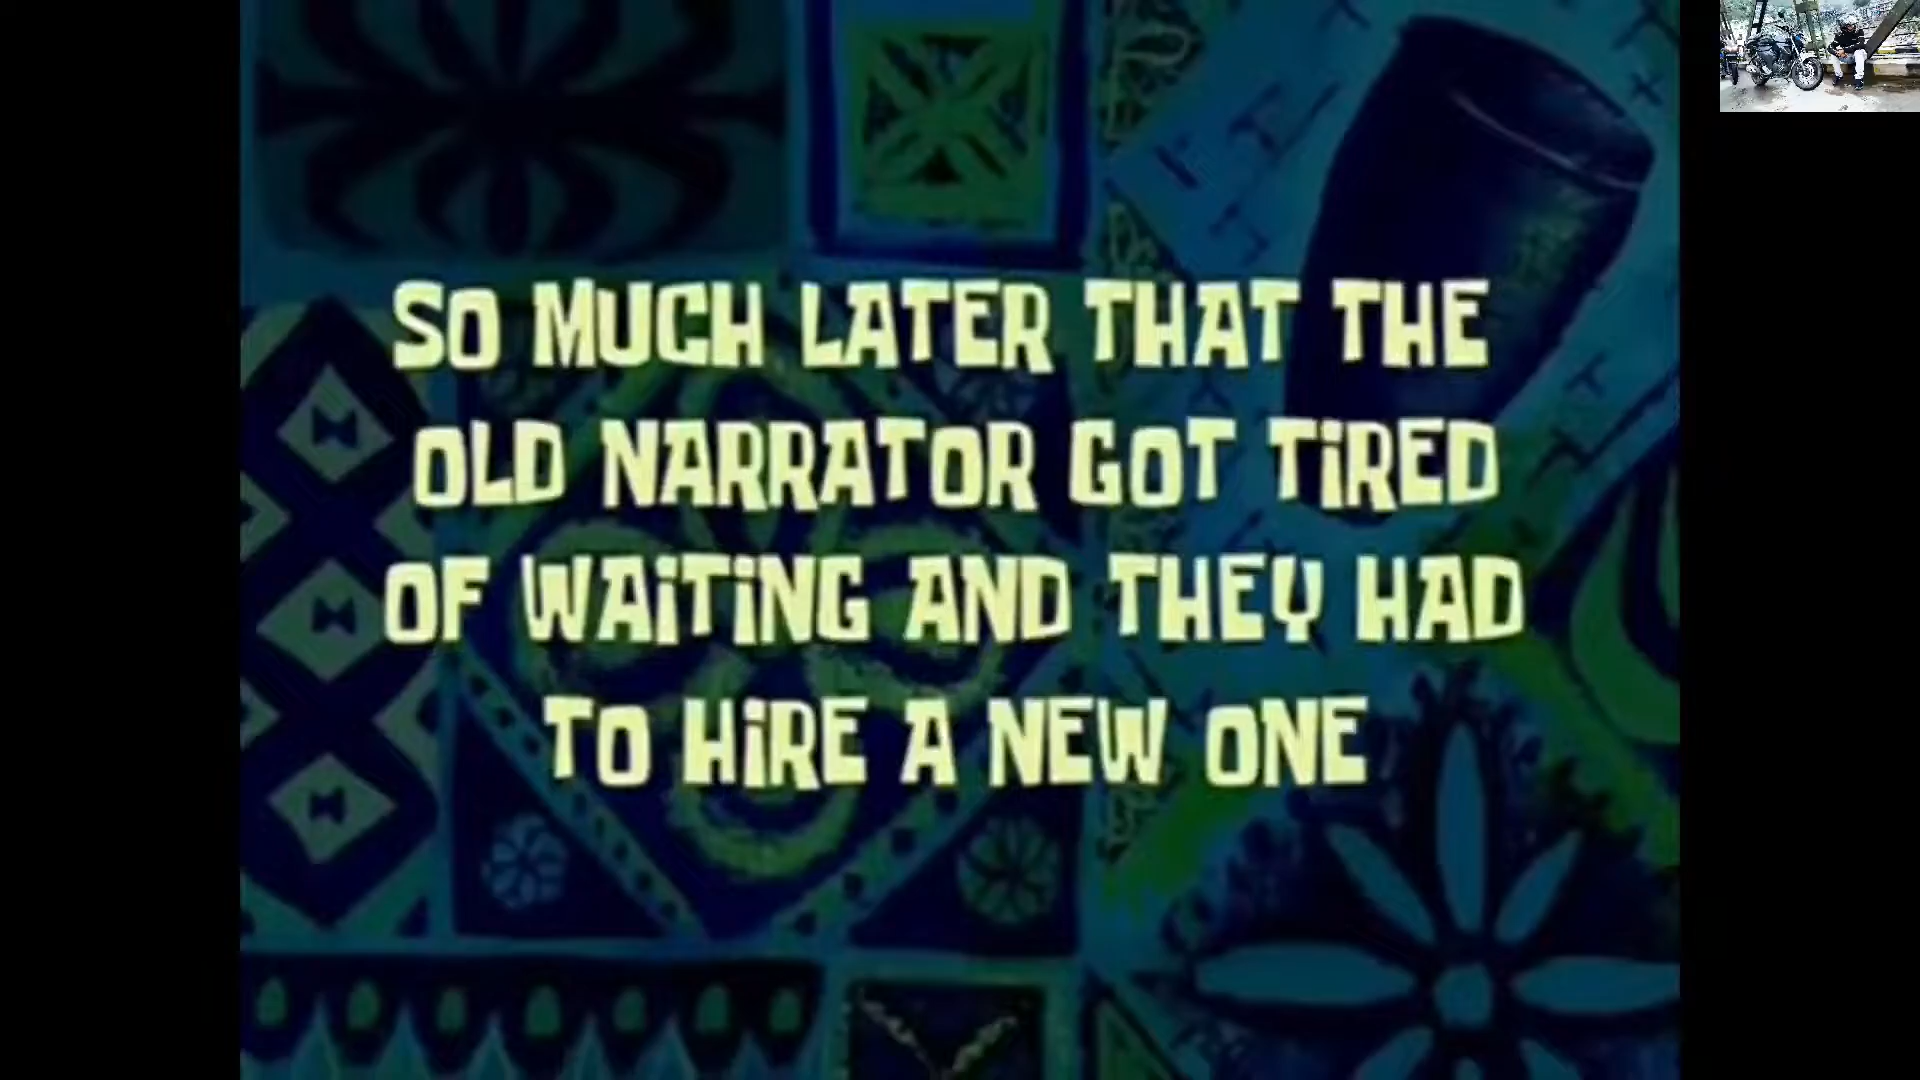 SO MUCH LATER THAT THE
OLD NARRATOR GOT TIRED
OF WAITING AND THEY HAD
TO HIRE A NEW ONE